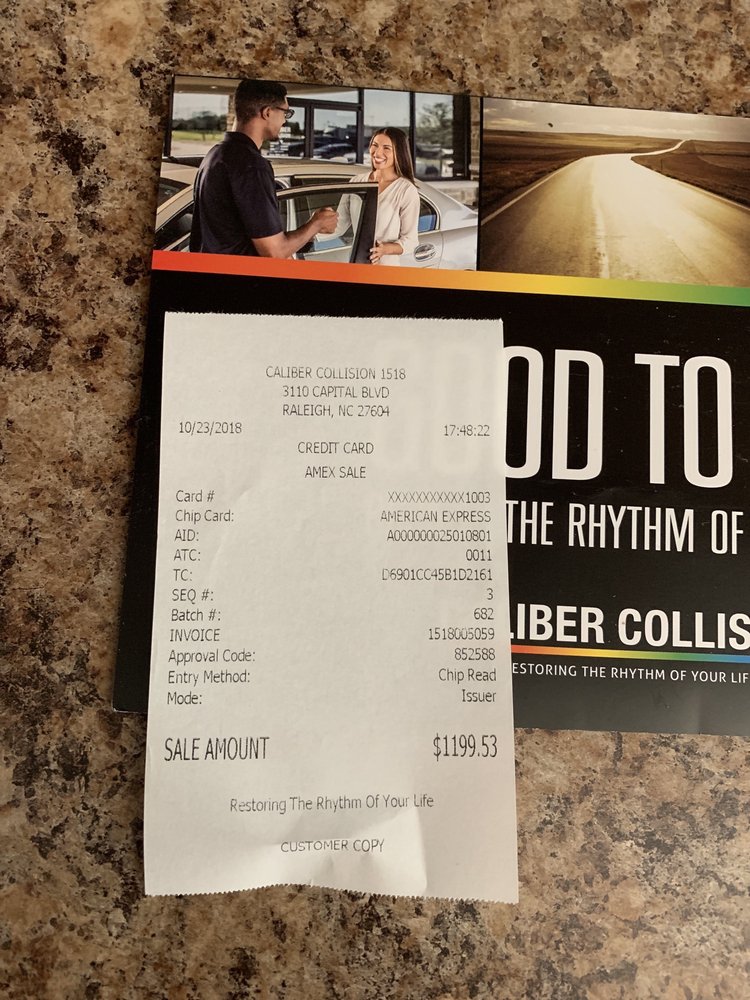 CALIBER COLLISION 1518
3110 CAPITAL BLVD
RALEIGH, NC 27604
10/23/2018 17:48:22
CREDIT CARD
AMEX SALE
Card # XXXXXXXXXXX1003
Chip Card: AMERICAN EXPRESS
AID: A000000025010801
ATC: 0011
TC: D6901CC45B1D2161
SEQ #: 3
Batch #: 682
INVOICE 1518005059
Approval Code: 852588
Entry Method: Chip Read
Mode: Issuer
SALE AMOUNT $1199.53
Restoring The Rhythm Of Your Life
CUSTOMER COPY
OD TO
THE RHYTHM OF
LIBER COLLIS
ESTORING THE RHYTHM OF YOUR LIF